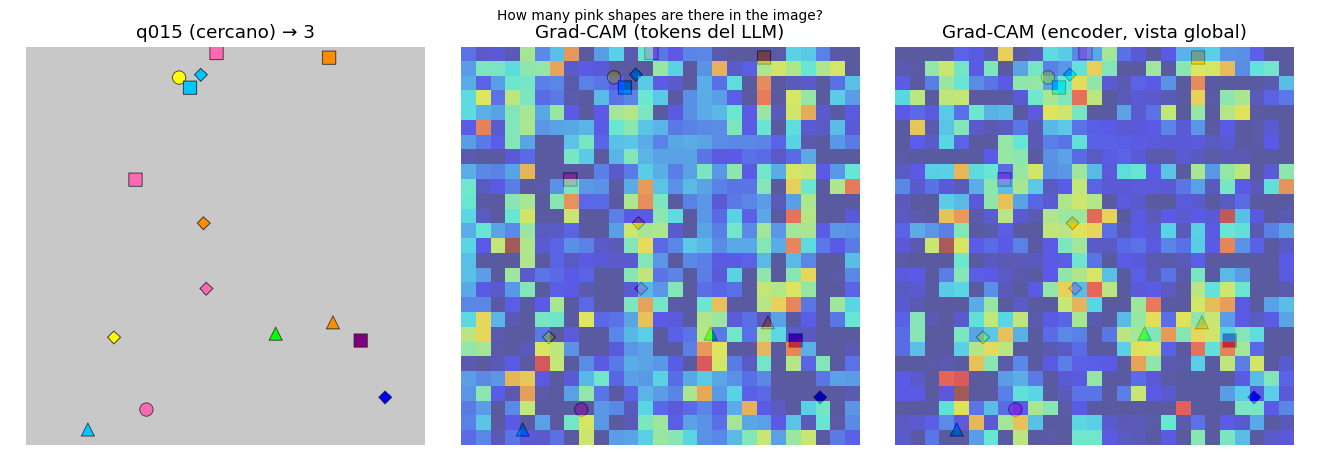 How many pink shapes are there in the image?
q015 (cercano) → 3
Grad-CAM (tokens del LLM)
Grad-CAM (encoder, vista global)